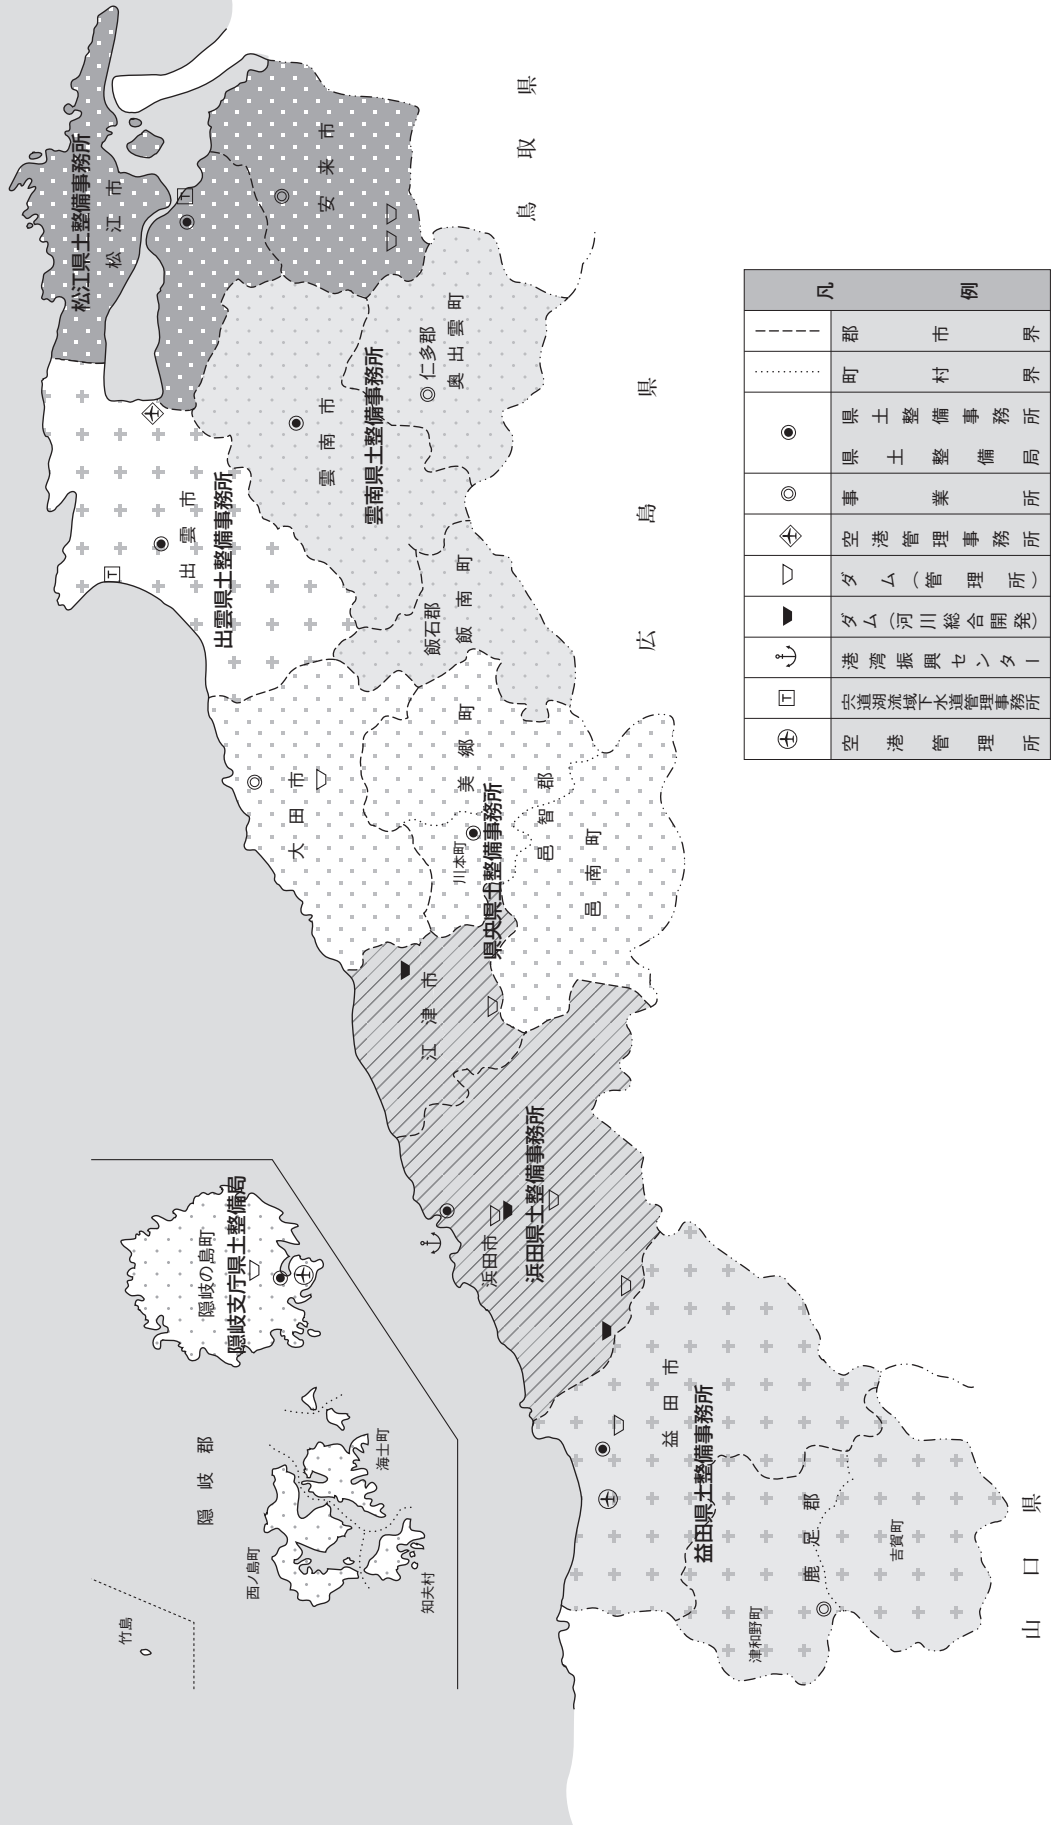 竹島
隠岐郡
西ノ島町
知夫村
海士町
隠岐の島町
隠岐支庁県土整備局
松江県土整備事務所
松江市
T
安来市
鳥取県
出雲市
出雲県土整備事務所
T
雲南市
雲南県土整備事務所
仁多郡
奥出雲町
飯石郡
飯南町
広島県
大田市
美郷町
川本町
県央県土整備事務所
邑智郡
邑南町
江津市
浜田市
浜田県土整備事務所
益田市
益田県土整備事務所
鹿足郡
津和野町
吉賀町
山口県
凡例
郡市界
町村界
県土整備事務所
県土整備局
事業所
空港管理事務所
ダム(管理所)
ダム(河川総合開発)
港湾振興センター
T 宍道湖流域下水道管理事務所
空港管理所